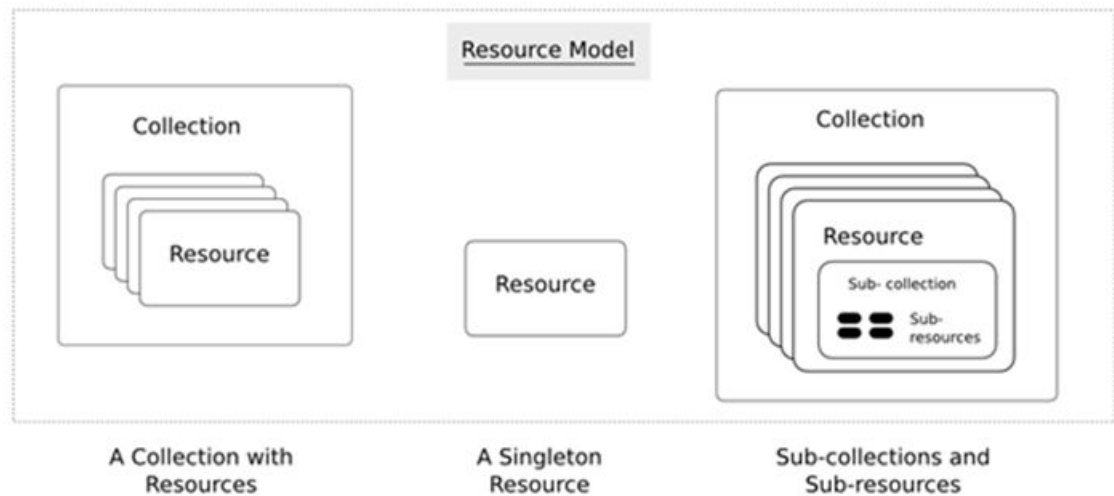 Resource Model
Collection
Resource
Resource
Collection
Resource
Sub- collection
Sub-
resources
A Collection with
Resources
A Singleton
Resource
Sub-collections and
Sub-resources